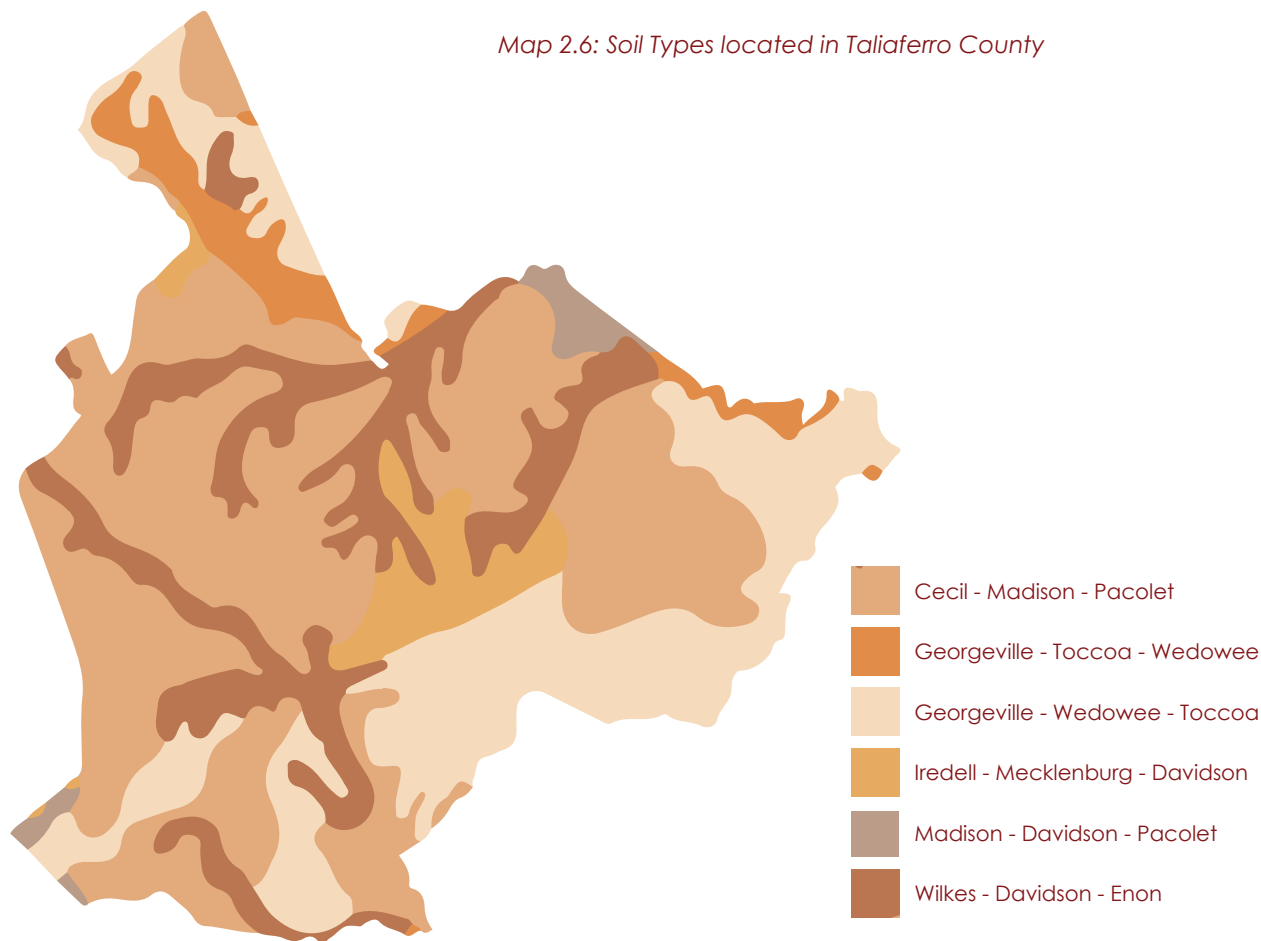 Map 2.6: Soil Types located in Taliaferro County
Cecil - Madison - Pacolet
Georgeville - Toccoa - Wedowee
Georgeville - Wedowee - Toccoa
Iredell - Mecklenburg - Davidson
Madison - Davidson - Pacolet
Wilkes - Davidson - Enon